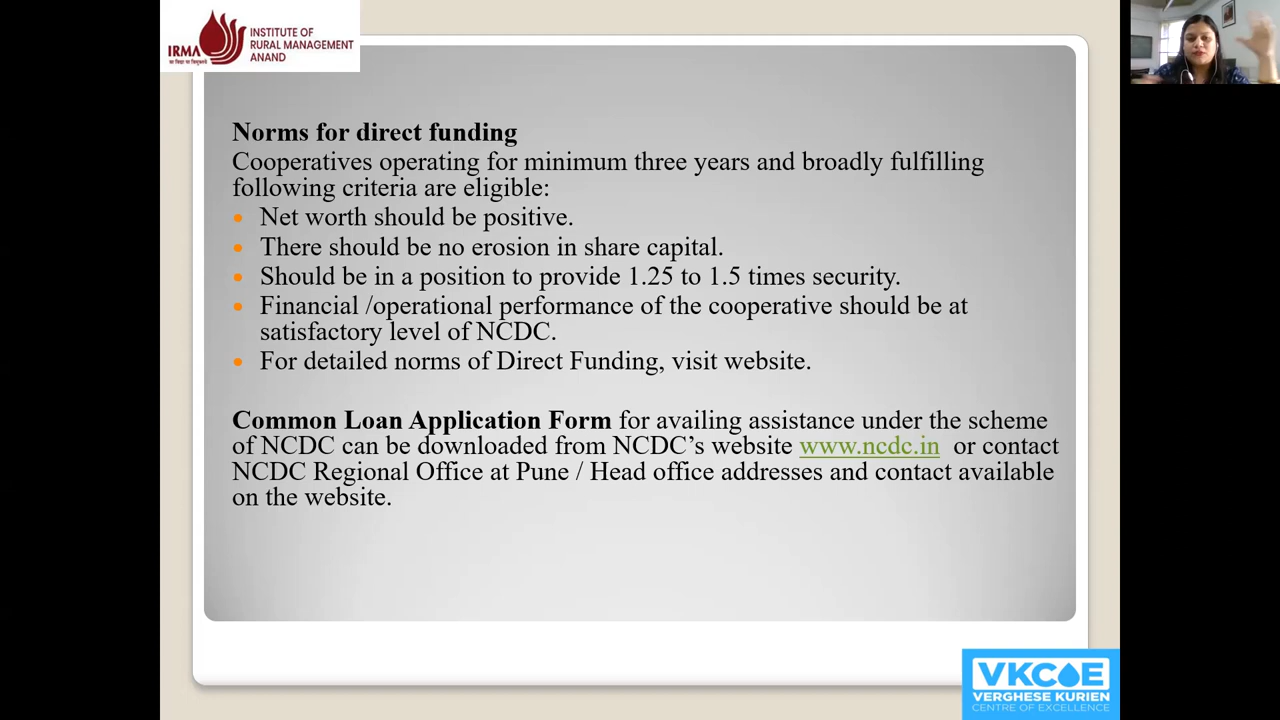 IRMA
INSTITUTE OF
RURAL MANAGEMENT
ANAND
Norms for direct funding
Cooperatives operating for minimum three years and broadly fulfilling
following criteria are eligible:
Net worth should be positive.
There should be no erosion in share capital.
Should be in a position to provide 1.25 to 1.5 times security.
Financial /operational performance of the cooperative should be at
satisfactory level of NCDC.
For detailed norms of Direct Funding, visit website.
Common Loan Application Form for availing assistance under the scheme
of NCDC can be downloaded from NCDC’s website www.ncdc.in or contact
NCDC Regional Office at Pune / Head office addresses and contact available
on the website.
VKCOE
VERGHESE KURIEN
CENTRE OF EXCELLENCE